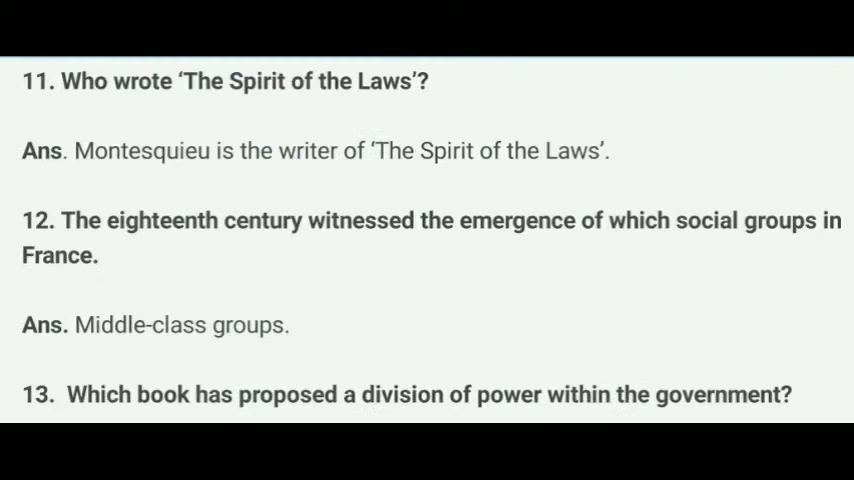 11. Who wrote ‘The Spirit of the Laws’?
Ans. Montesquieu is the writer of ‘The Spirit of the Laws’.
12. The eighteenth century witnessed the emergence of which social groups in
France.
Ans. Middle-class groups.
13.  Which book has proposed a division of power within the government?